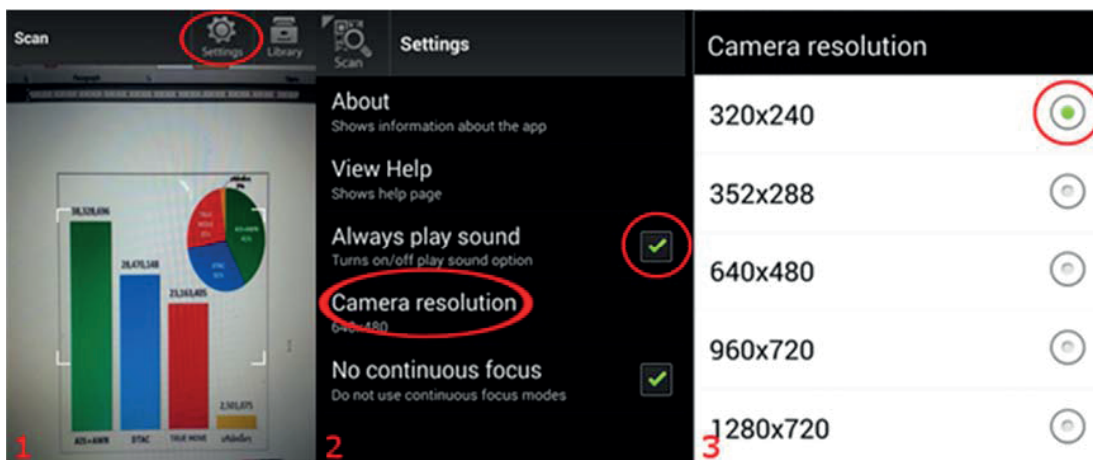 Scan
Settings
Library
38,328,696
28,470,148
23,163,405
2,501,075
AIS+AWN
DTAC
TRUE MOVE
1
Scan
Settings
About
Shows information about the app
View Help
Shows help page
Always play sound
Turns on/off play sound option
Camera resolution
640x480
No continuous focus
Do not use continuous focus modes
2
Camera resolution
320x240
352x288
640x480
960x720
1280x720
3